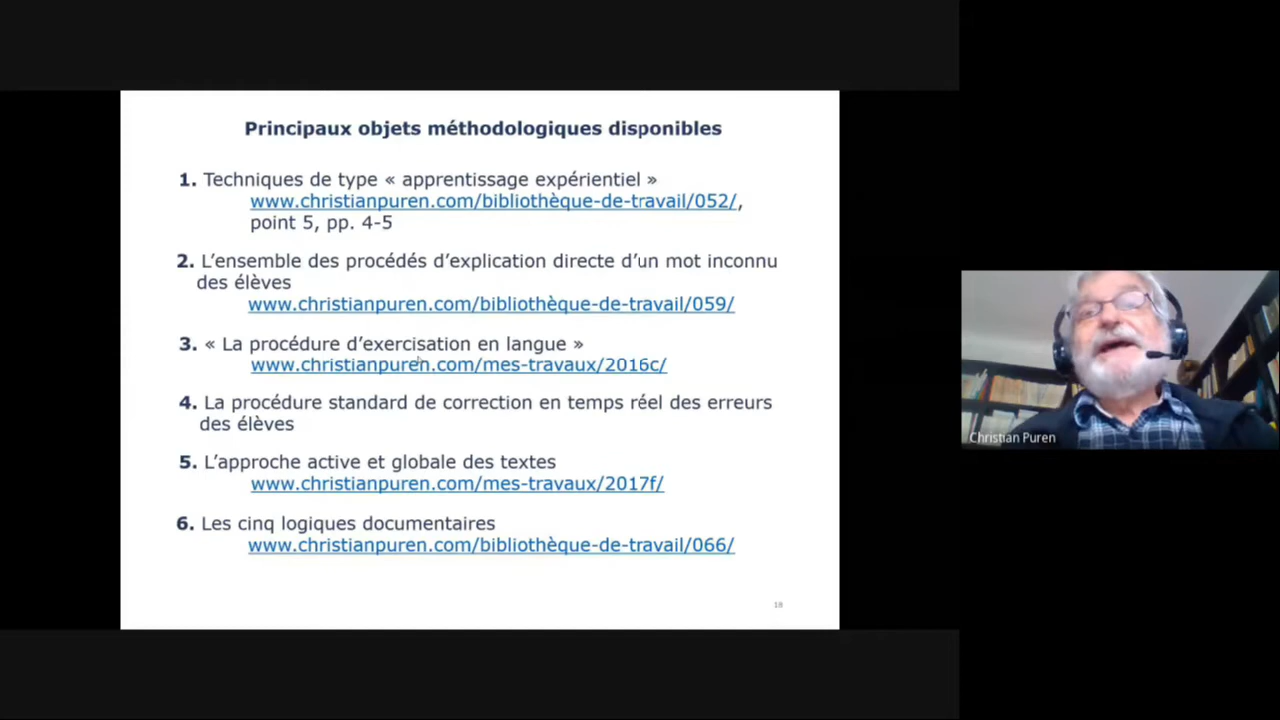 Principaux objets méthodologiques disponibles
1. Techniques de type « apprentissage expérientiel »
www.christianpuren.com/bibliothèque-de-travail/052/,
point 5, pp. 4-5
2. L’ensemble des procédés d’explication directe d’un mot inconnu
des élèves
www.christianpuren.com/bibliothèque-de-travail/059/
3. « La procédure d’exercisation en langue »
www.christianpuren.com/mes-travaux/2016c/
4. La procédure standard de correction en temps réel des erreurs
des élèves
5. L’approche active et globale des textes
www.christianpuren.com/mes-travaux/2017f/
6. Les cinq logiques documentaires
www.christianpuren.com/bibliothèque-de-travail/066/
18
Christian Puren